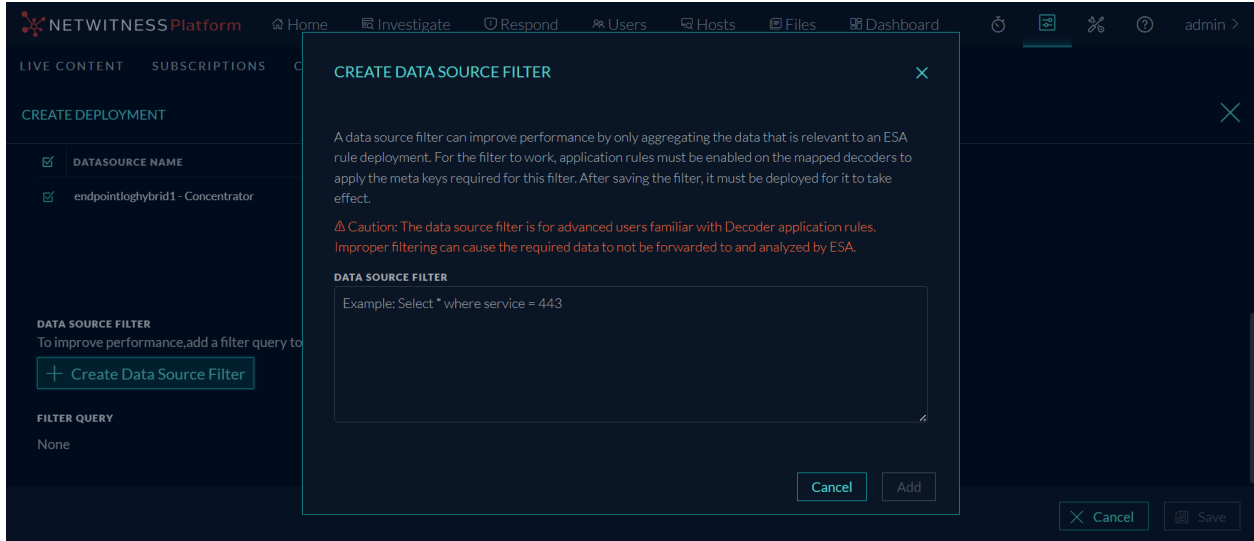 NETWITNESS Platform Home Investigate Respond Users Hosts Files Dashboard admin >
LIVE CONTENT SUBSCRIPTIONS C
CREATE DATA SOURCE FILTER
CREATE DEPLOYMENT
DATASOURCE NAME
endpointloghybrid1 - Concentrator
A data source filter can improve performance by only aggregating the data that is relevant to an ESA
rule deployment. For the filter to work, application rules must be enabled on the mapped decoders to
apply the meta keys required for this filter. After saving the filter, it must be deployed for it to take
effect.
Caution: The data source filter is for advanced users familiar with Decoder application rules.
Improper filtering can cause the required data to not be forwarded to and analyzed by ESA.
DATA SOURCE FILTER
Example: Select * where service = 443
DATA SOURCE FILTER
To improve performance,add a filter query to
Create Data Source Filter
FILTER QUERY
None
Cancel Add
Cancel Save